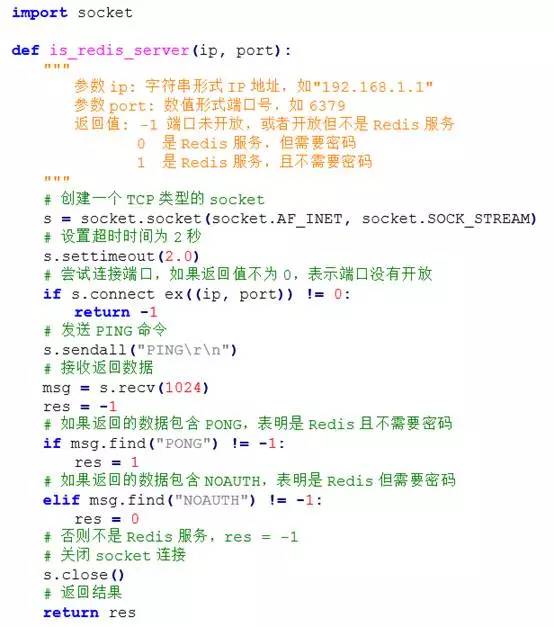 import socket
def is_redis_server(ip, port):
    """
        参数 ip: 字符串形式 IP 地址，如"192.168.1.1"
        参数 port: 数值形式端口号，如 6379
        返回值: -1 端口未开放，或者开放但不是 Redis 服务
                0  是 Redis 服务，但需要密码
                1  是 Redis 服务，且不需要密码
    """
    # 创建一个 TCP 类型的 socket
    s = socket.socket(socket.AF_INET, socket.SOCK_STREAM)
    # 设置超时时间为 2 秒
    s.settimeout(2.0)
    # 尝试连接端口，如果返回值不为 0，表示端口没有开放
    if s.connect ex((ip, port)) != 0:
        return -1
    # 发送 PING 命令
    s.sendall("PING\r\n")
    # 接收返回数据
    msg = s.recv(1024)
    res = -1
    # 如果返回的数据包含 PONG，表明是 Redis 且不需要密码
    if msg.find("PONG") != -1:
        res = 1
    # 如果返回的数据包含 NOAUTH，表明是 Redis 但需要密码
    elif msg.find("NOAUTH") != -1:
        res = 0
    # 否则不是 Redis 服务，res = -1
    # 关闭 socket 连接
    s.close()
    # 返回结果
    return res